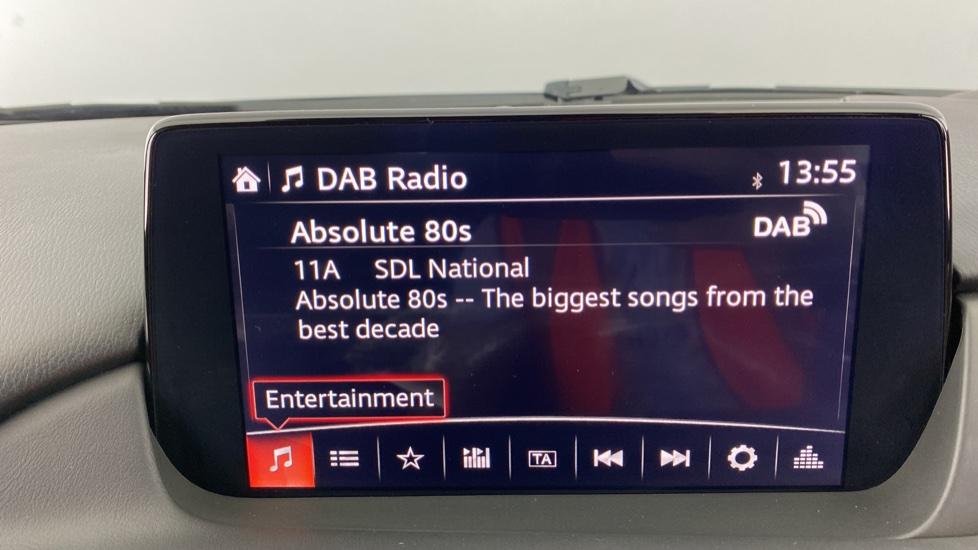 DAB Radio
13:55
Absolute 80s
DAB
11A SDL National
Absolute 80s -- The biggest songs from the
best decade
Entertainment
TA